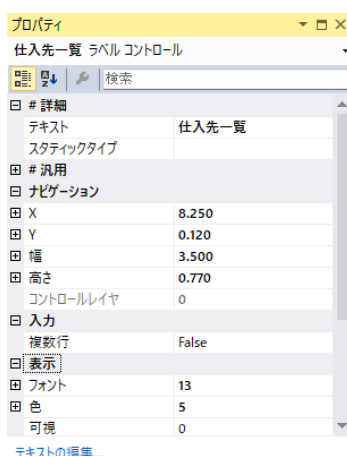 プロパティ
仕入先一覧 ラベル コントロール
検索
# 詳細
テキスト 仕入先一覧
スタティックタイプ
# 汎用
ナビゲーション
X 8.250
Y 0.120
幅 3.500
高さ 0.770
コントロールレイヤ 0
入力
複数行 False
表示
フォント 13
色 5
可視 0
テキストの編集...